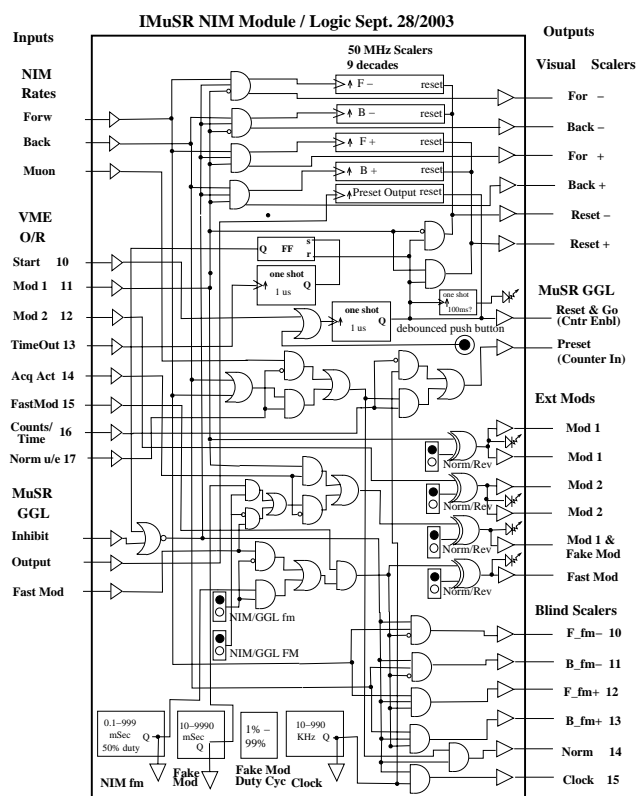 IMuSR NIM Module / Logic Sept. 28/2003
Inputs
Outputs
50 MHz Scalers
9 decades
Visual Scalers
NIM
Rates
Forw
Back
Muon
F – reset
B – reset
F + reset
B + reset
Preset Output reset
For –
Back –
For +
Back +
Reset –
Reset +
VME
O/R
Start 10
Mod 1 11
Mod 2 12
TimeOut 13
Acq Act 14
FastMod 15
Counts/
Time 16
Norm u/e 17
Q FF s
r
one shot
Q
1 us
one shot
Q
1 us
one shot
100ms?
debounced push button
MuSR GGL
Reset & Go
(Cntr Enbl)
Preset
(Counter In)
Ext Mods
Mod 1
Mod 1
Mod 2
Mod 2
Mod 1 &
Fake Mod
Fast Mod
Norm/Rev
Norm/Rev
Norm/Rev
Norm/Rev
MuSR
GGL
Inhibit
Output
Fast Mod
NIM/GGL fm
NIM/GGL FM
Blind Scalers
F_fm– 10
B_fm– 11
F_fm+ 12
B_fm+ 13
Norm 14
Clock 15
0.1–999
mSec Q
50% duty
10–9990
mSec
Q
1% –
99%
10–990
KHz Q
NIM fm
Fake
Mod
Fake Mod
Duty Cyc
Clock